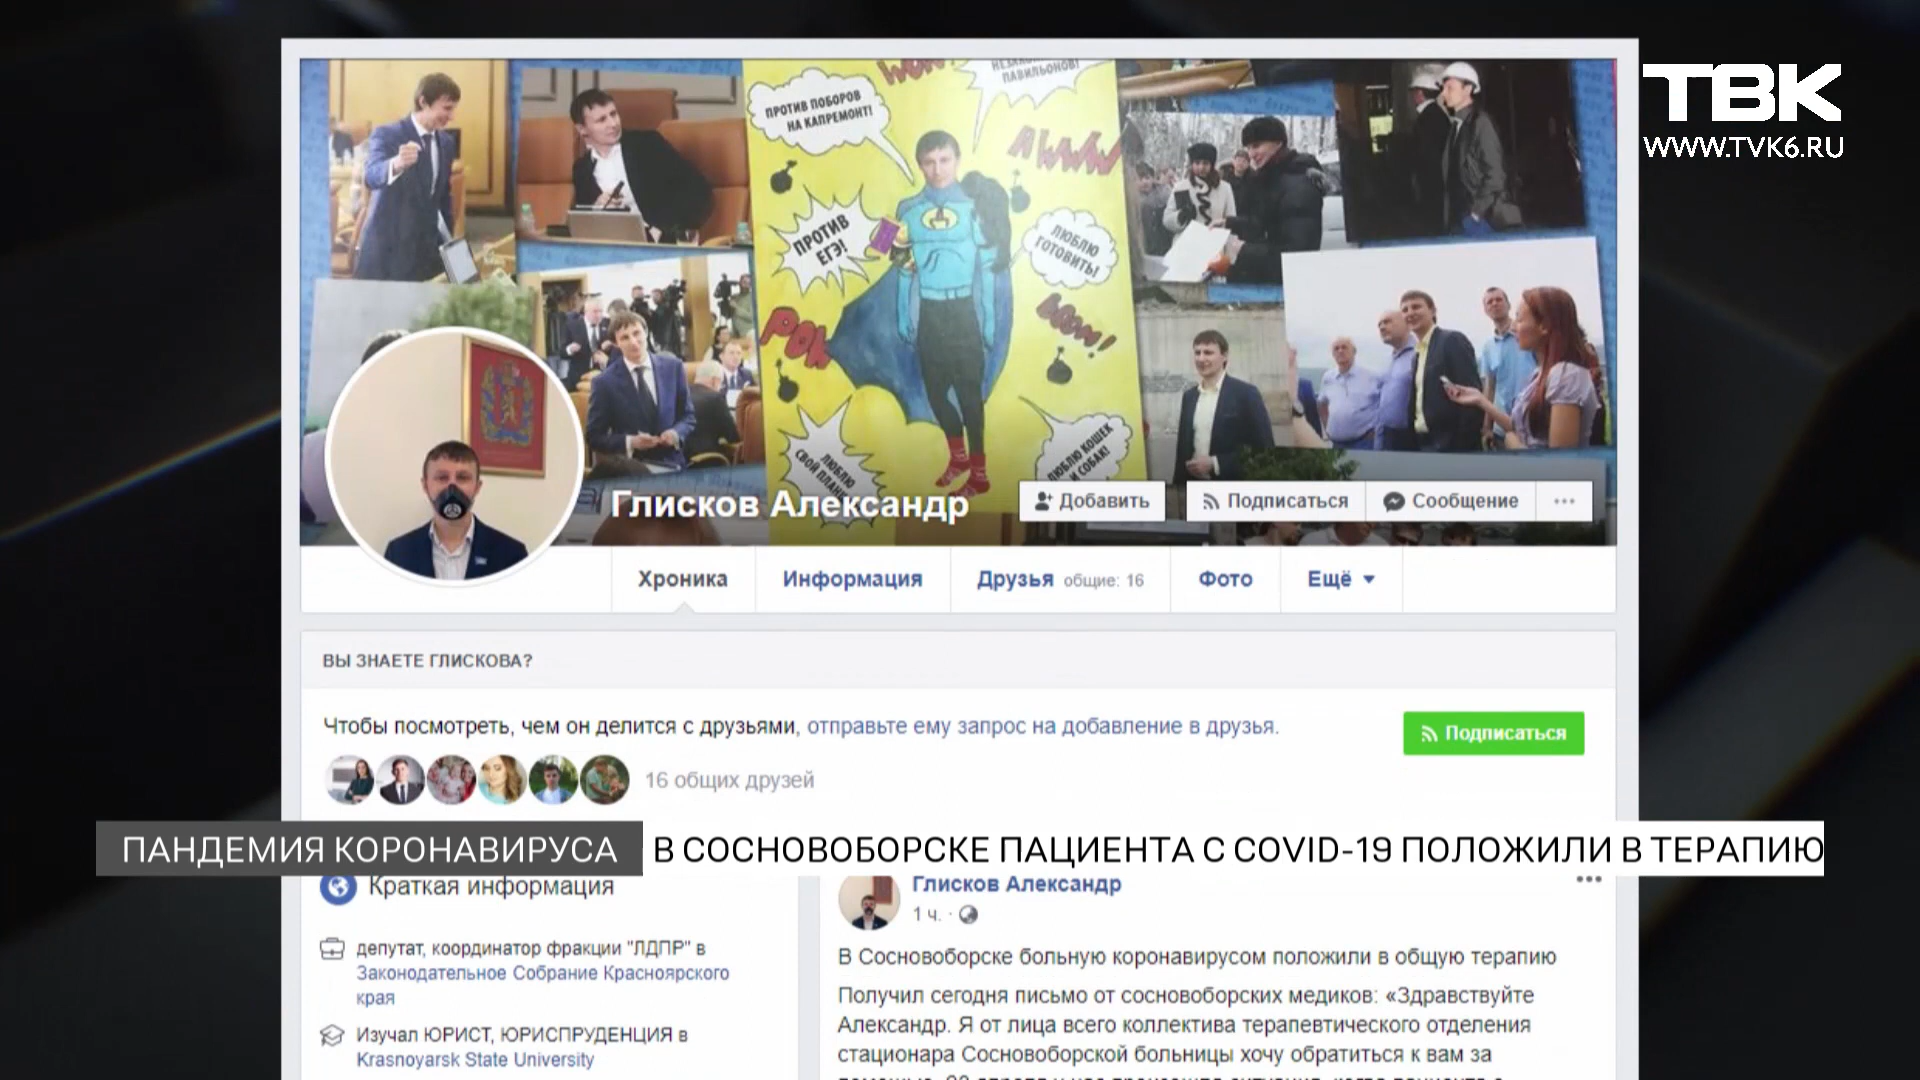 ТВК
WWW.TVK6.RU
ПРОТИВ ПОБОРОВ
НА КАПРЕМОНТ!
ПАВИЛЬОНОВ!
ПРОТИВ
ЕГЭ!
ЛЮБЛЮ
ГОТОВИТЬ!
ЛЮБЛЮ
СВОЙ
ЛЮБЛЮ КОШЕК
И СОБАК!
Глисков Александр
Добавить
Подписаться
Сообщение
Хроника
Информация
Друзья общие: 16
Фото
Ещё
ВЫ ЗНАЕТЕ ГЛИСКОВА?
Чтобы посмотреть, чем он делится с друзьями, отправьте ему запрос на добавление в друзья.
Подписаться
16 общих друзей
ПАНДЕМИЯ КОРОНАВИРУСА
В СОСНОВОБОРСКЕ ПАЦИЕНТА С COVID-19 ПОЛОЖИЛИ В ТЕРАПИЮ
Краткая информация
депутат, координатор фракции "ЛДПР" в
Законодательное Собрание Красноярского
края
Изучал ЮРИСТ, ЮРИСПРУДЕНЦИЯ в
Krasnoyarsk State University
Глисков Александр
1 ч.
В Сосновоборске больную коронавирусом положили в общую терапию
Получил сегодня письмо от сосновоборских медиков: «Здравствуйте
Александр. Я от лица всего коллектива терапевтического отделения
стационара Сосновоборской больницы хочу обратиться к вам за